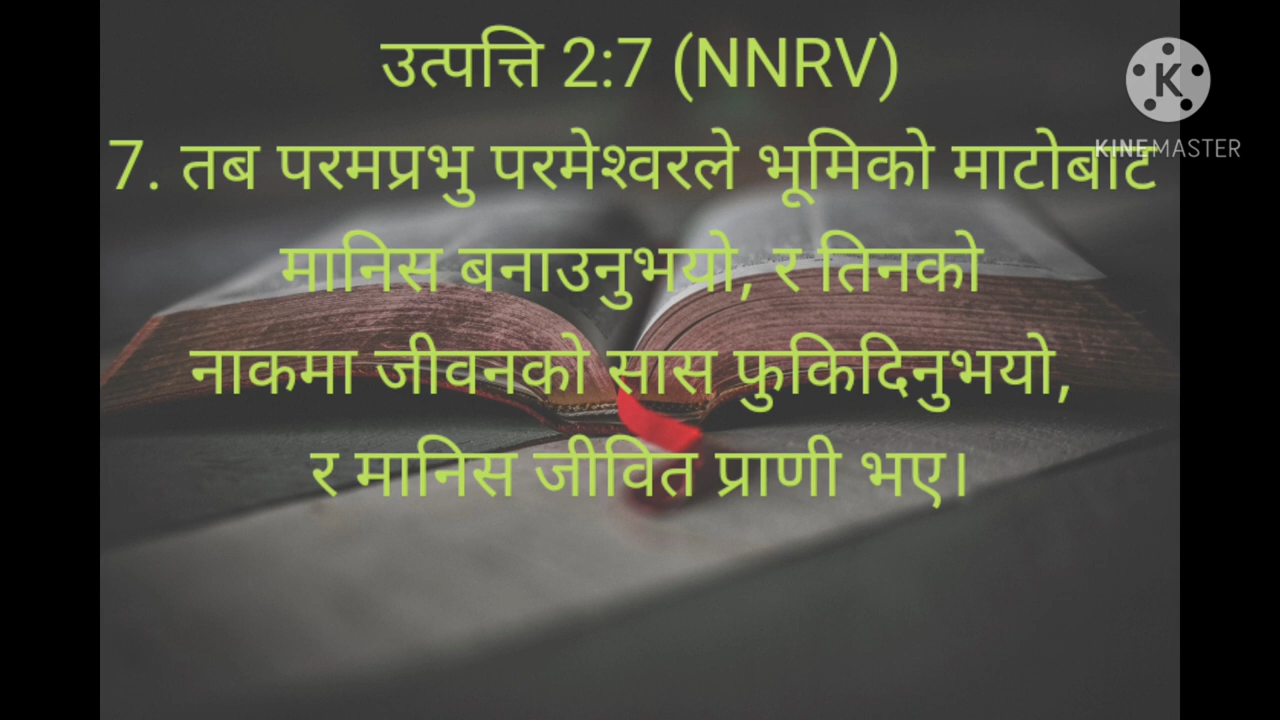 उत्पत्ति 2:7 (NNRV)
7. तब परमप्रभु परमेश्वरले भूमिको माटोबाट
मानिस बनाउनुभयो, र तिनको
नाकमा जीवनको सास फुकिदिनुभयो,
र मानिस जीवित प्राणी भए।
K
KINEMASTER